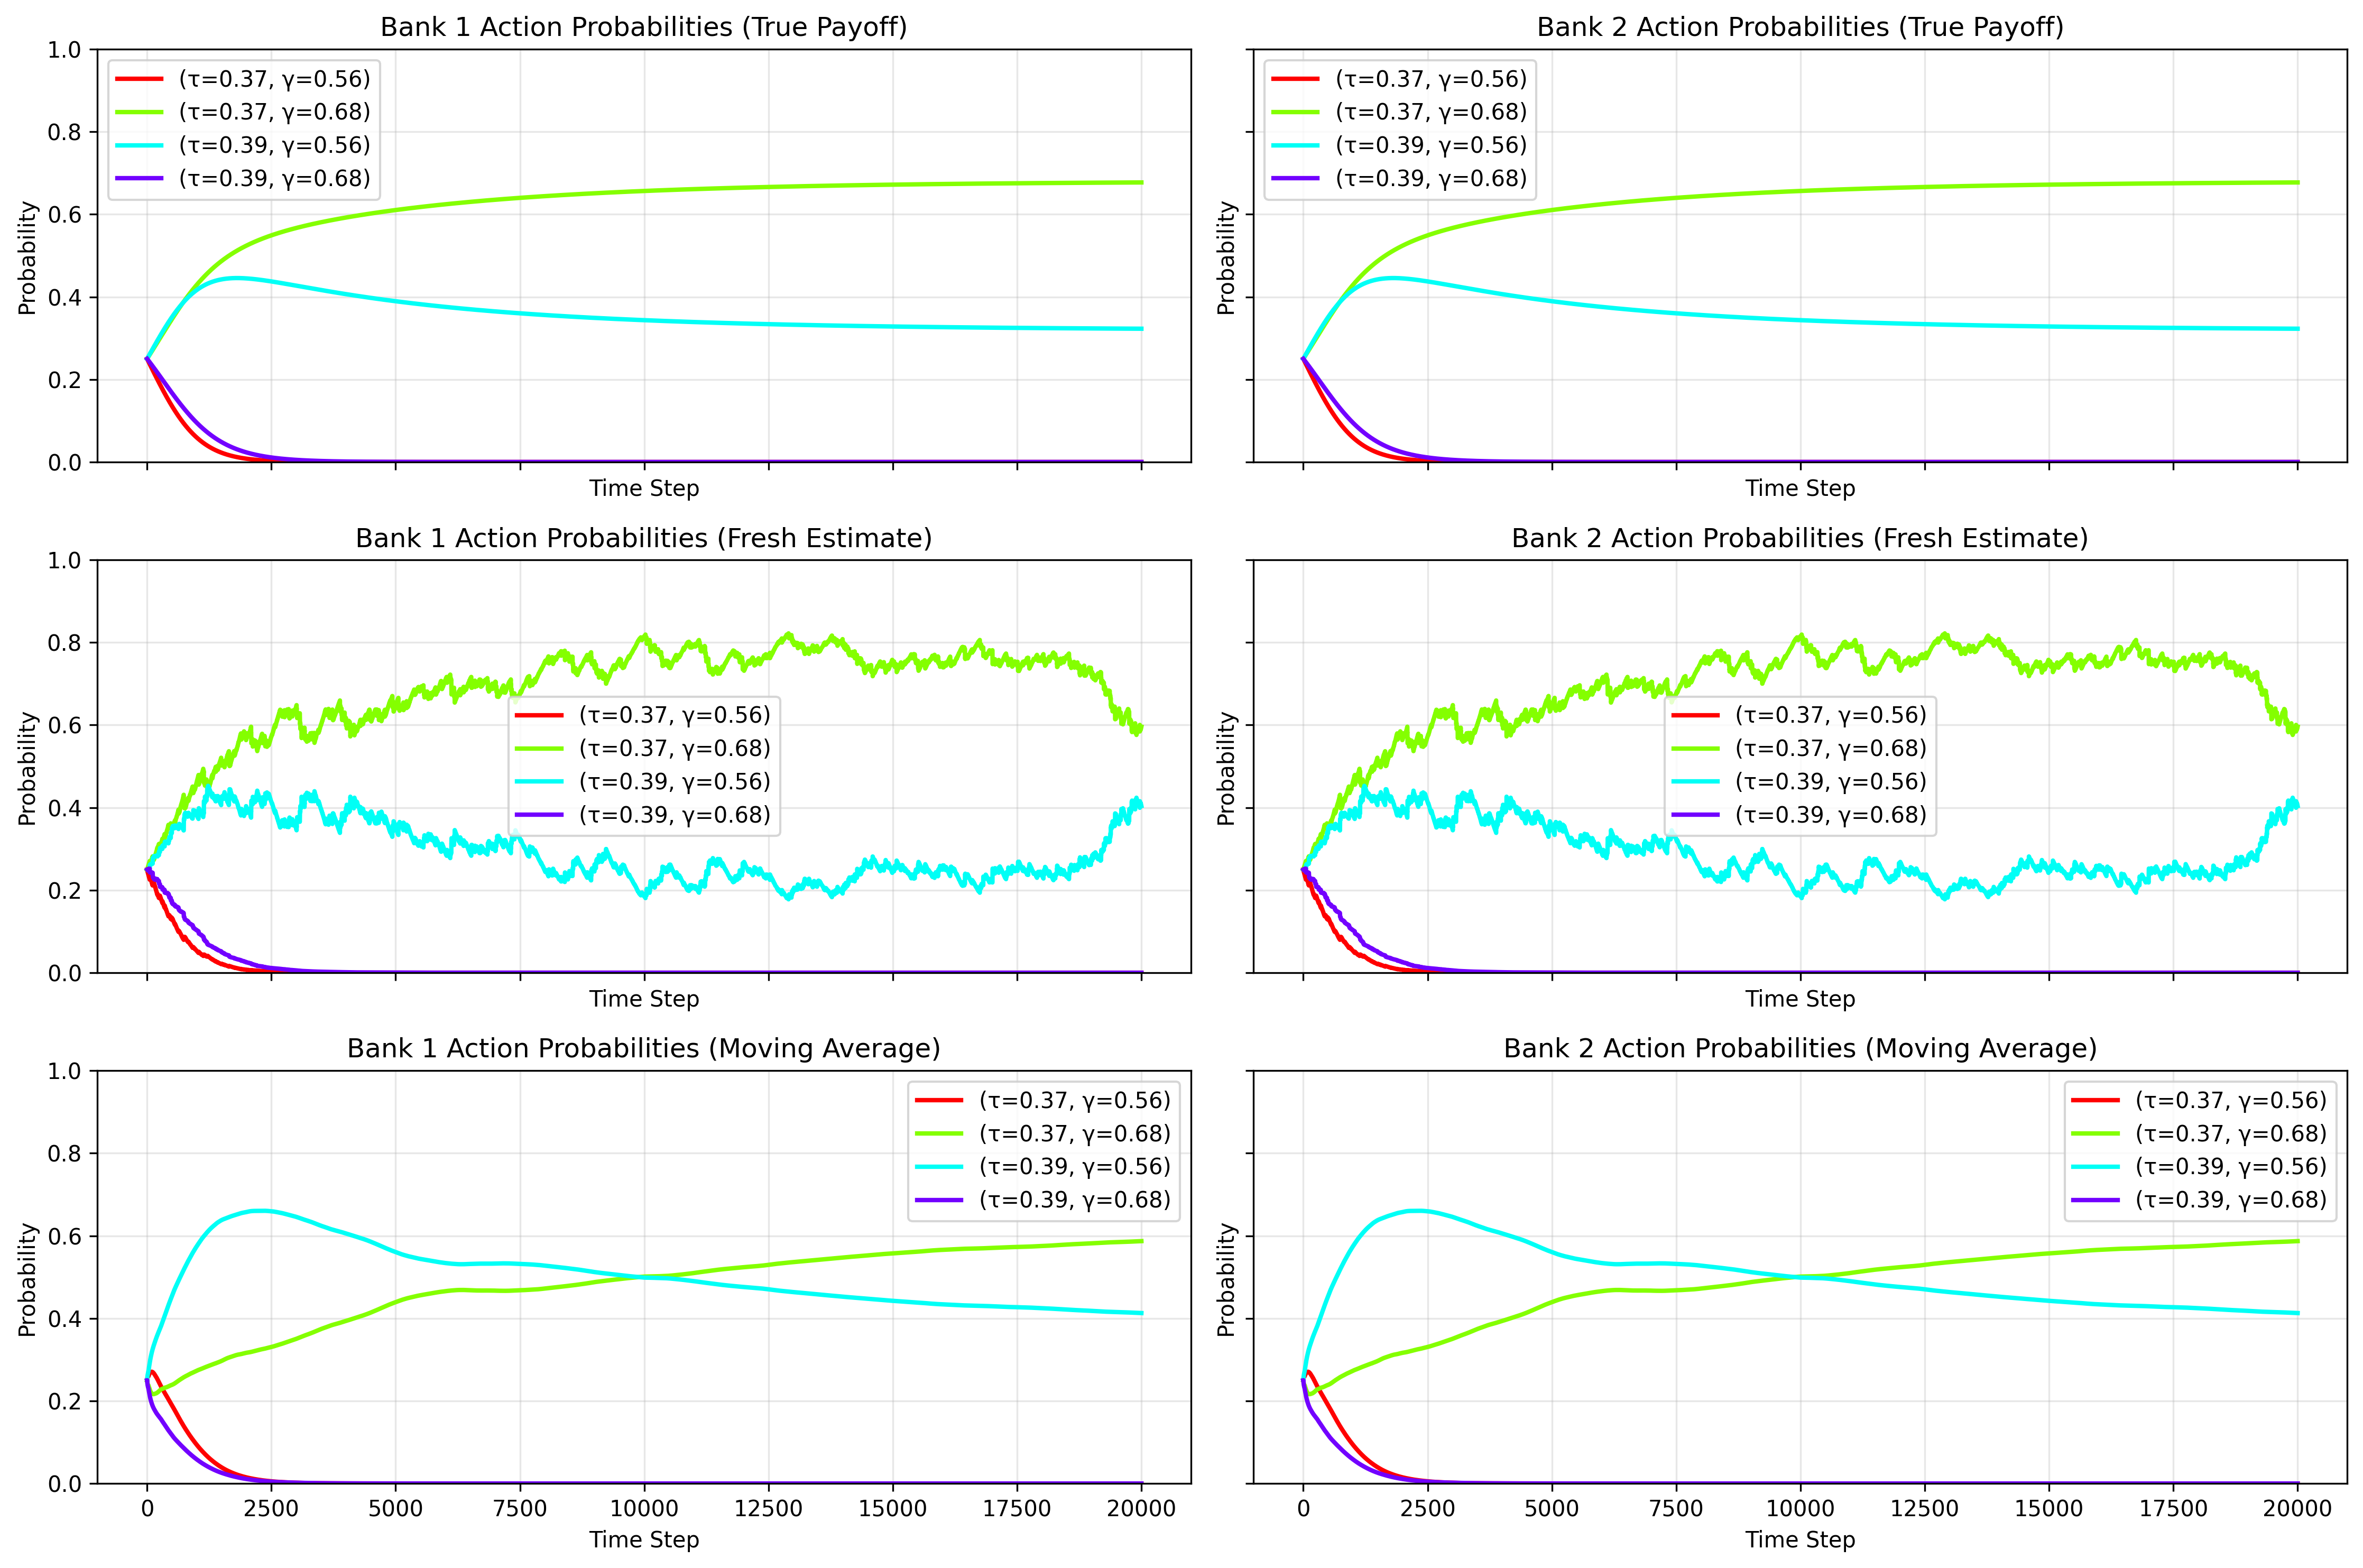 Bank 1 Action Probabilities (True Payoff)
Probability
1.0
0.8
0.6
0.4
0.2
0.0
(τ=0.37, γ=0.56)
(τ=0.37, γ=0.68)
(τ=0.39, γ=0.56)
(τ=0.39, γ=0.68)
Time Step
Bank 2 Action Probabilities (True Payoff)
Probability
(τ=0.37, γ=0.56)
(τ=0.37, γ=0.68)
(τ=0.39, γ=0.56)
(τ=0.39, γ=0.68)
Time Step
Bank 1 Action Probabilities (Fresh Estimate)
Probability
1.0
0.8
0.6
0.4
0.2
0.0
(τ=0.37, γ=0.56)
(τ=0.37, γ=0.68)
(τ=0.39, γ=0.56)
(τ=0.39, γ=0.68)
Time Step
Bank 2 Action Probabilities (Fresh Estimate)
Probability
(τ=0.37, γ=0.56)
(τ=0.37, γ=0.68)
(τ=0.39, γ=0.56)
(τ=0.39, γ=0.68)
Time Step
Bank 1 Action Probabilities (Moving Average)
Probability
1.0
0.8
0.6
0.4
0.2
0.0
(τ=0.37, γ=0.56)
(τ=0.37, γ=0.68)
(τ=0.39, γ=0.56)
(τ=0.39, γ=0.68)
0 2500 5000 7500 10000 12500 15000 17500 20000
Time Step
Bank 2 Action Probabilities (Moving Average)
Probability
(τ=0.37, γ=0.56)
(τ=0.37, γ=0.68)
(τ=0.39, γ=0.56)
(τ=0.39, γ=0.68)
0 2500 5000 7500 10000 12500 15000 17500 20000
Time Step